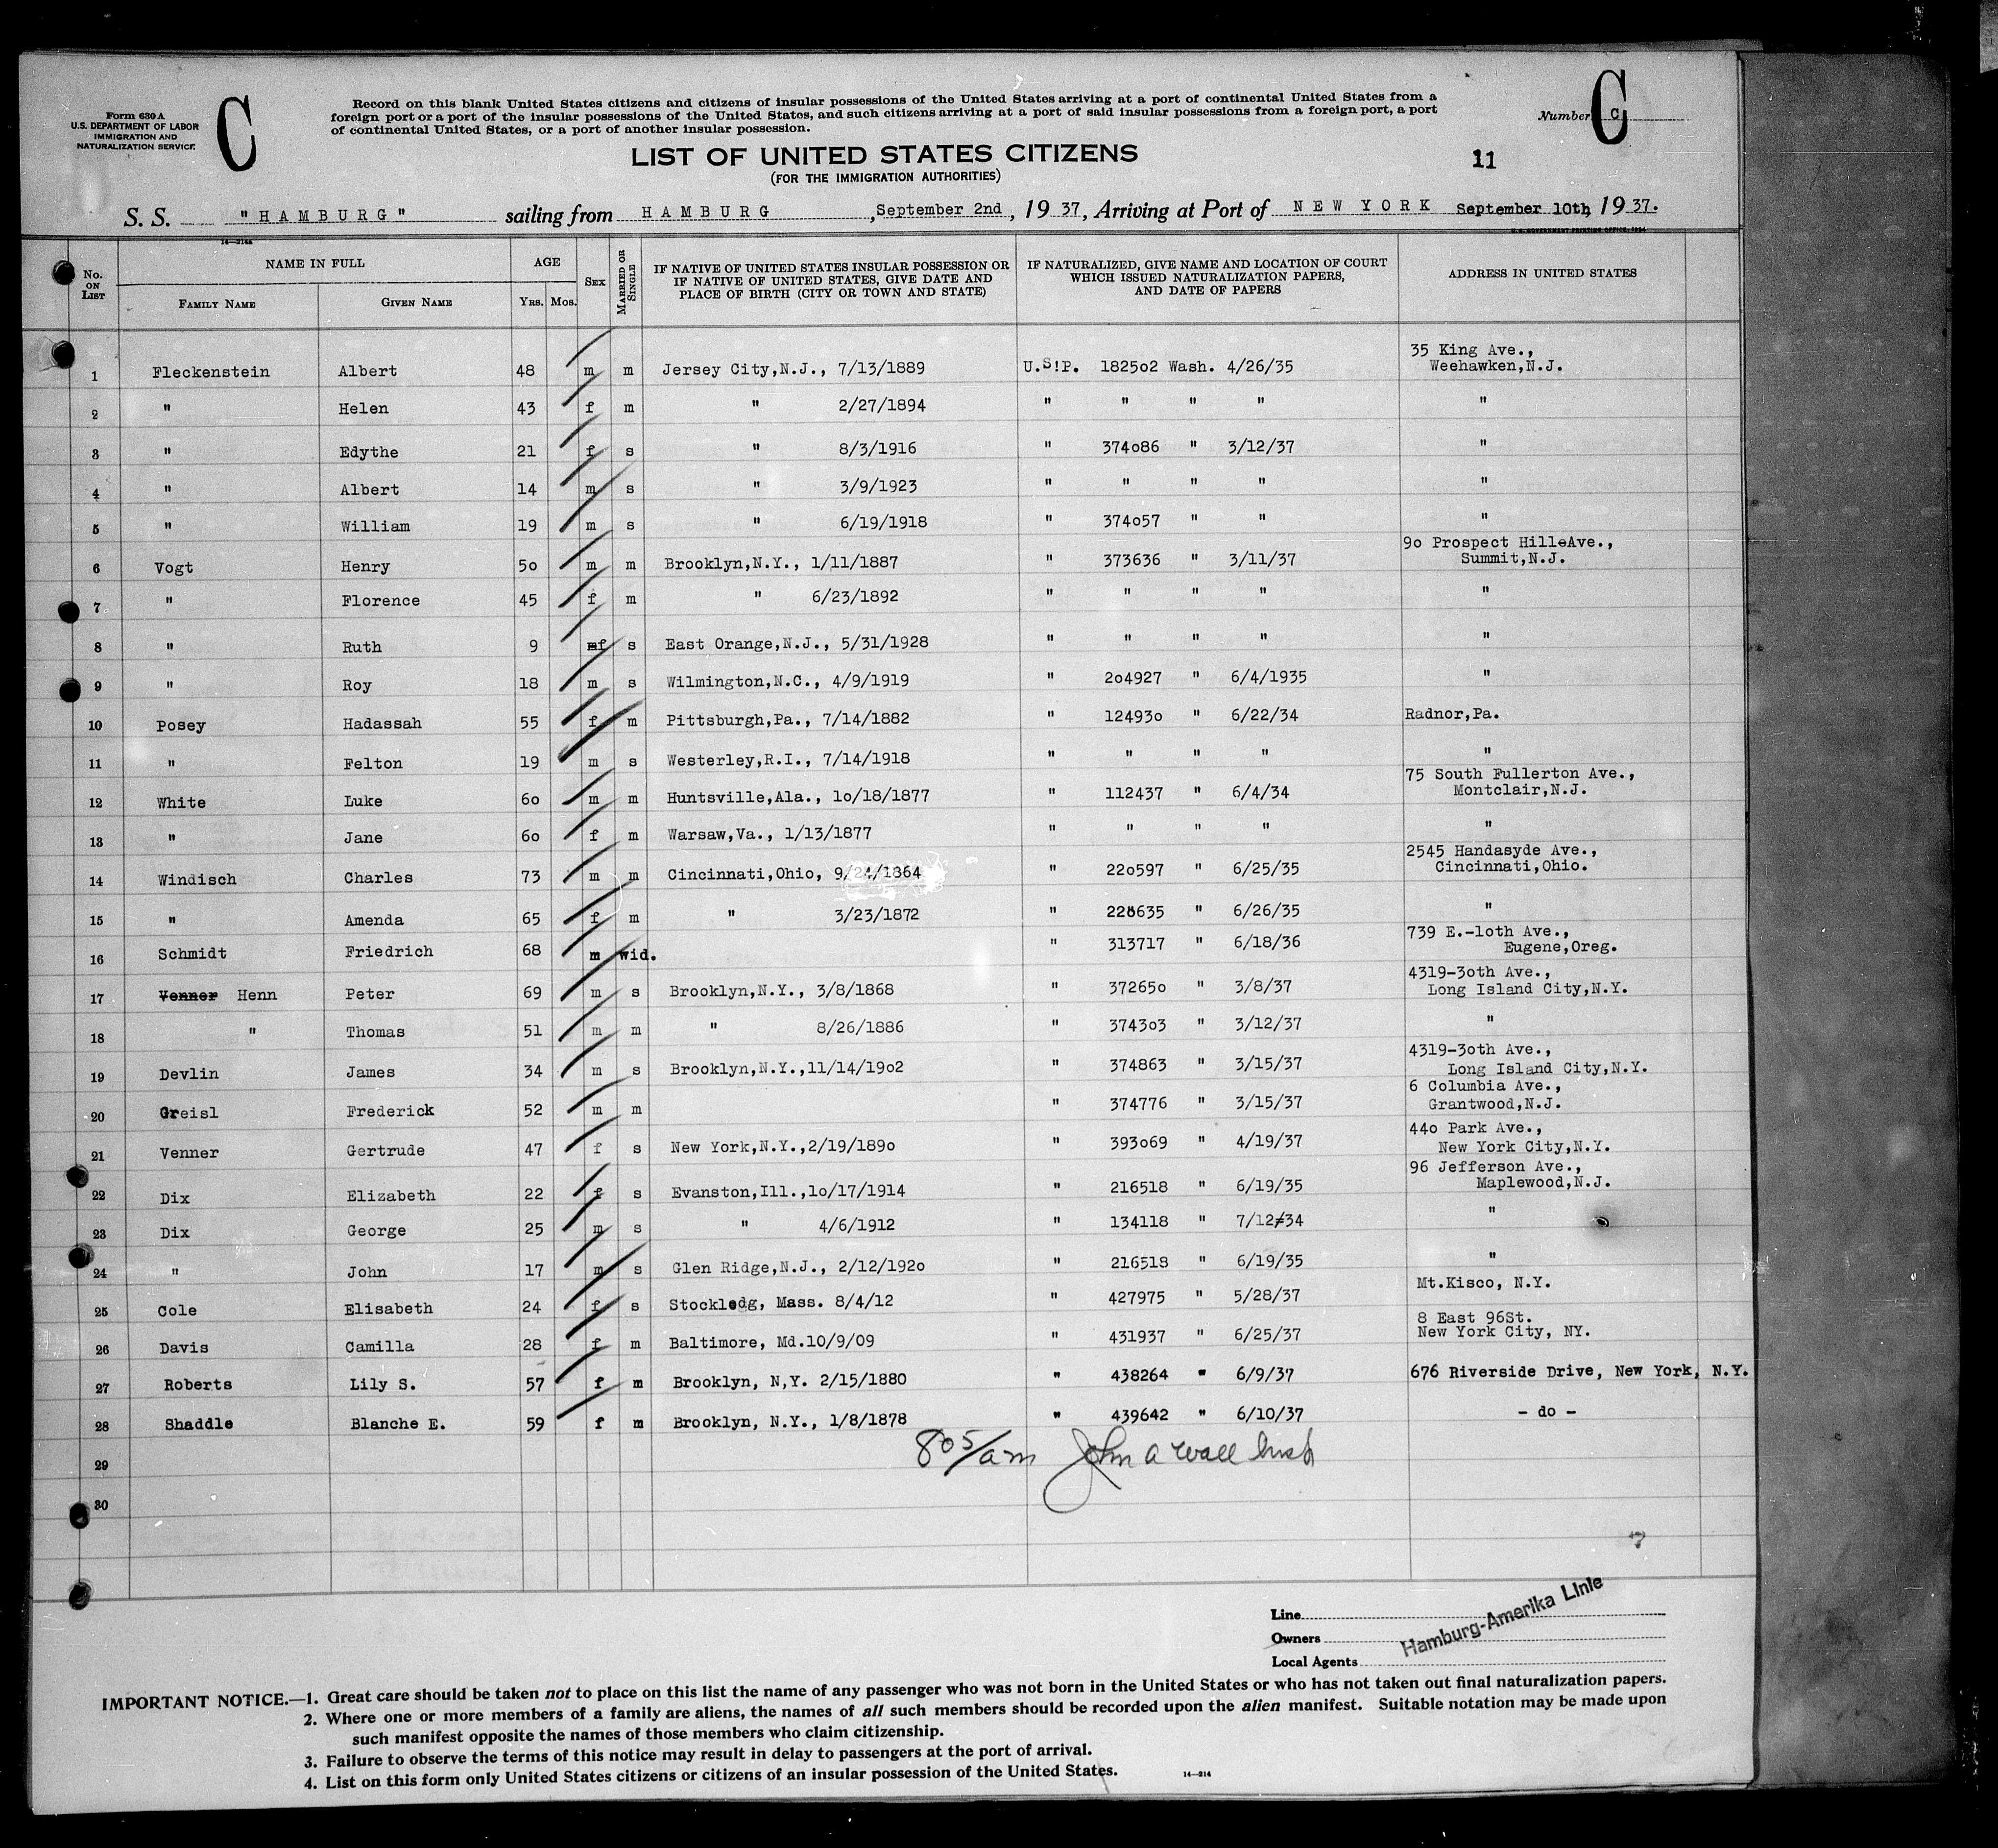 Form 630 A
U.S. DEPARTMENT OF LABOR
IMMIGRATION AND
NATURALIZATION SERVICE
C
Record on this blank United States citizens and citizens of insular possessions of the United States arriving at a port of continental United States from a
foreign port or a port of the insular possessions of the United States, and such citizens arriving at a port of said insular possessions from a foreign port, a port
of continental United States, or a port of another insular possession.
Number C
C
LIST OF UNITED STATES CITIZENS
(FOR THE IMMIGRATION AUTHORITIES)
11
S. S. "HAMBURG" sailing from HAMBURG, September 2nd, 1937, Arriving at Port of NEW YORK September 10th, 1937.
14—214A U.S. GOVERNMENT PRINTING OFFICE: 1934
No. ON LIST
NAME IN FULL
FAMILY NAME
GIVEN NAME
AGE
YRS. MOS.
SEX
MARRIED OR SINGLE
IF NATIVE OF UNITED STATES INSULAR POSSESSION OR
IF NATIVE OF UNITED STATES, GIVE DATE AND
PLACE OF BIRTH (CITY OR TOWN AND STATE)
IF NATURALIZED, GIVE NAME AND LOCATION OF COURT
WHICH ISSUED NATURALIZATION PAPERS,
AND DATE OF PAPERS
ADDRESS IN UNITED STATES
35 King Ave.,
1 Fleckenstein Albert 48 m m Jersey City,N.J., 7/13/1889 U.S!P. 182502 Wash. 4/26/35 Weehawken,N.J.
2 " Helen 43 f m " 2/27/1894 " " " " "
3 " Edythe 21 f s " 8/3/1916 " 374086 " 3/12/37 "
4 " Albert 14 m s " 3/9/1923 " " " " "
5 " William 19 m s " 6/19/1918 " 374057 " " "
90 Prospect HilleAve.,
6 Vogt Henry 50 m m Brooklyn,N.Y., 1/11/1887 " 373636 " 3/11/37 Summit,N.J.
7 " Florence 45 f m " 6/23/1892 " " " " "
8 " Ruth 9 mf s East Orange,N.J., 5/31/1928 " " " " "
9 " Roy 18 m s Wilmington,N.C., 4/9/1919 " 204927 " 6/4/1935 "
10 Posey Hadassah 55 f m Pittsburgh,Pa., 7/14/1882 " 124930 " 6/22/34 Radnor,Pa.
11 " Felton 19 m s Westerley,R.I., 7/14/1918 " " " " "
75 South Fullerton Ave.,
12 White Luke 60 m m Huntsville,Ala., 10/18/1877 " 112437 " 6/4/34 Montclair,N.J.
13 " Jane 60 f m Warsaw,Va., 1/13/1877 " " " " "
2545 Handasyde Ave.,
14 Windisch Charles 73 m m Cincinnati,Ohio, 9/24/1864 " 220597 " 6/25/35 Cincinnati,Ohio.
15 " Amenda 65 f m " 3/23/1872 " 220635 " 6/26/35 "
739 E.-10th Ave.,
16 Schmidt Friedrich 68 m wid. " 313717 " 6/18/36 Eugene,Oreg.
4319-30th Ave.,
17 Venner Henn Peter 69 m s Brooklyn,N.Y., 3/8/1868 " 372650 " 3/8/37 Long Island City,N.Y.
18 " Thomas 51 m m " 8/26/1886 " 374303 " 3/12/37 "
4319-30th Ave.,
19 Devlin James 34 m s Brooklyn,N.Y.,11/14/1902 " 374863 " 3/15/37 Long Island City,N.Y.
6 Columbia Ave.,
20 Greisl Frederick 52 m m " 374776 " 3/15/37 Grantwood,N.J.
440 Park Ave.,
21 Venner Gertrude 47 f s New York,N.Y.,2/19/1890 " 393069 " 4/19/37 New York City,N.Y.
96 Jefferson Ave.,
22 Dix Elizabeth 22 f s Evanston,Ill.,10/17/1914 " 216518 " 6/19/35 Maplewood,N.J.
23 Dix George 25 m s " 4/6/1912 " 134118 " 7/12/34 "
24 " John 17 m s Glen Ridge,N.J., 2/12/1920 " 216518 " 6/19/35 "
25 Cole Elisabeth 24 f s Stockledg, Mass. 8/4/12 " 427975 " 5/28/37 Mt.Kisco, N.Y.
8 East 96St.
26 Davis Camilla 28 f m Baltimore, Md.10/9/09 " 431937 " 6/25/37 New York City, NY.
27 Roberts Lily S. 57 f m Brooklyn, N,Y. 2/15/1880 " 438264 " 6/9/37 676 Riverside Drive, New York, N.Y.
28 Shaddle Blanche E. 59 f m Brooklyn, N.Y., 1/8/1878 " 439642 " 6/10/37 - do -
29 805/am John A Wall
30
Line
Owners
Local Agents
Hamburg-Amerika Linie
IMPORTANT NOTICE.—1. Great care should be taken not to place on this list the name of any passenger who was not born in the United States or who has not taken out final naturalization papers.
2. Where one or more members of a family are aliens, the names of all such members should be recorded upon the alien manifest. Suitable notation may be made upon
such manifest opposite the names of those members who claim citizenship.
3. Failure to observe the terms of this notice may result in delay to passengers at the port of arrival.
4. List on this form only United States citizens or citizens of an insular possession of the United States.
14—214